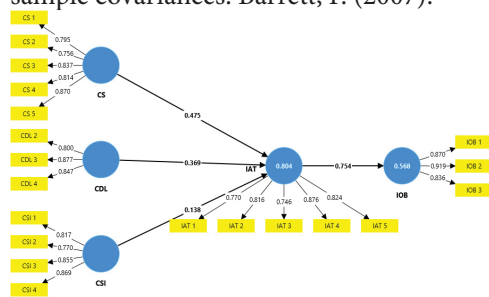 sample covariances. Barrett, P. (2007).
CS 1
CS 2
CS 3
CS 4
CS 5
0.795
0.756
0.837
0.814
0.870
CS
0.475
CDL 2
CDL 3
CDL 4
0.800
0.877
0.847
CDL
0.369
IAT
0.804
0.754
0.568
IOB
0.870
0.919
0.836
IOB 1
IOB 2
IOB 3
0.770
0.816
0.746
0.876
0.824
IAT 1
IAT 2
IAT 3
IAT 4
IAT 5
0.138
CSI 1
CSI 2
CSI 3
CSI 4
0.817
0.770
0.855
0.869
CSI